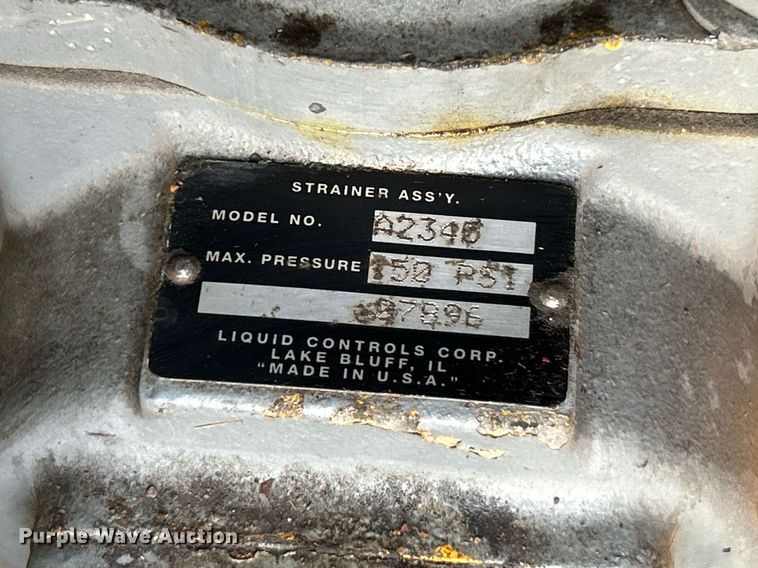 STRAINER ASS'Y.
MODEL NO. A2340
MAX. PRESSURE 150 PSI
LIQUID CONTROLS CORP.
LAKE BLUFF, IL
"MADE IN U.S.A."
Purple Wave Auction